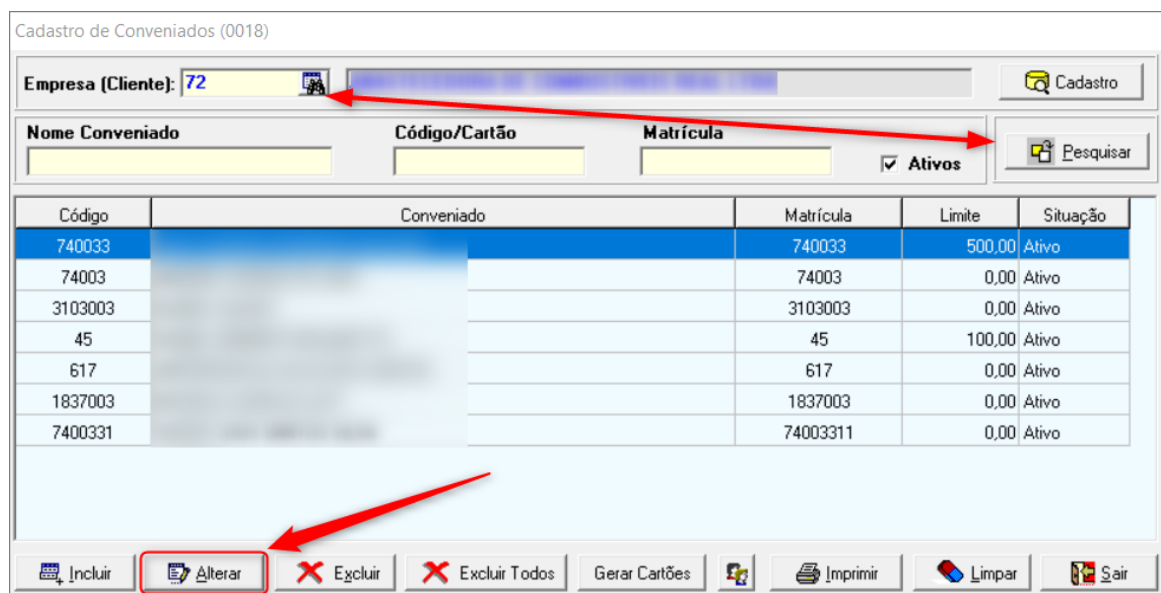 Cadastro de Conveniados (0018)
Empresa (Cliente): 72 Cadastro
Nome Conveniado Código/Cartão Matrícula
Ativos Pesquisar
Código Conveniado Matrícula Limite Situação
740033 740033 500,00 Ativo
74003 74003 0,00 Ativo
3103003 3103003 0,00 Ativo
45 45 100,00 Ativo
617 617 0,00 Ativo
1837003 1837003 0,00 Ativo
7400331 74003311 0,00 Ativo
Incluir Alterar Excluir Excluir Todos Gerar Cartões Imprimir Limpar Sair